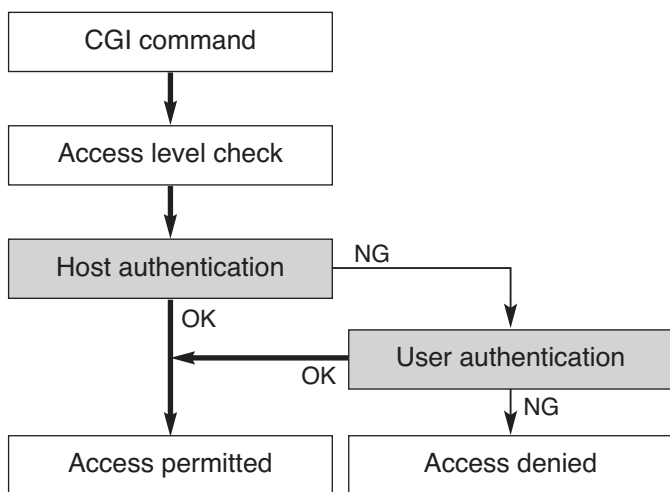 CGI command
Access level check
Host authentication
NG
OK
User authentication
OK
NG
Access permitted
Access denied